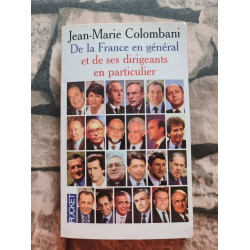 Jean-Marie Colombani
De la France en général
et de ses dirigeants
en particulier
POCKET